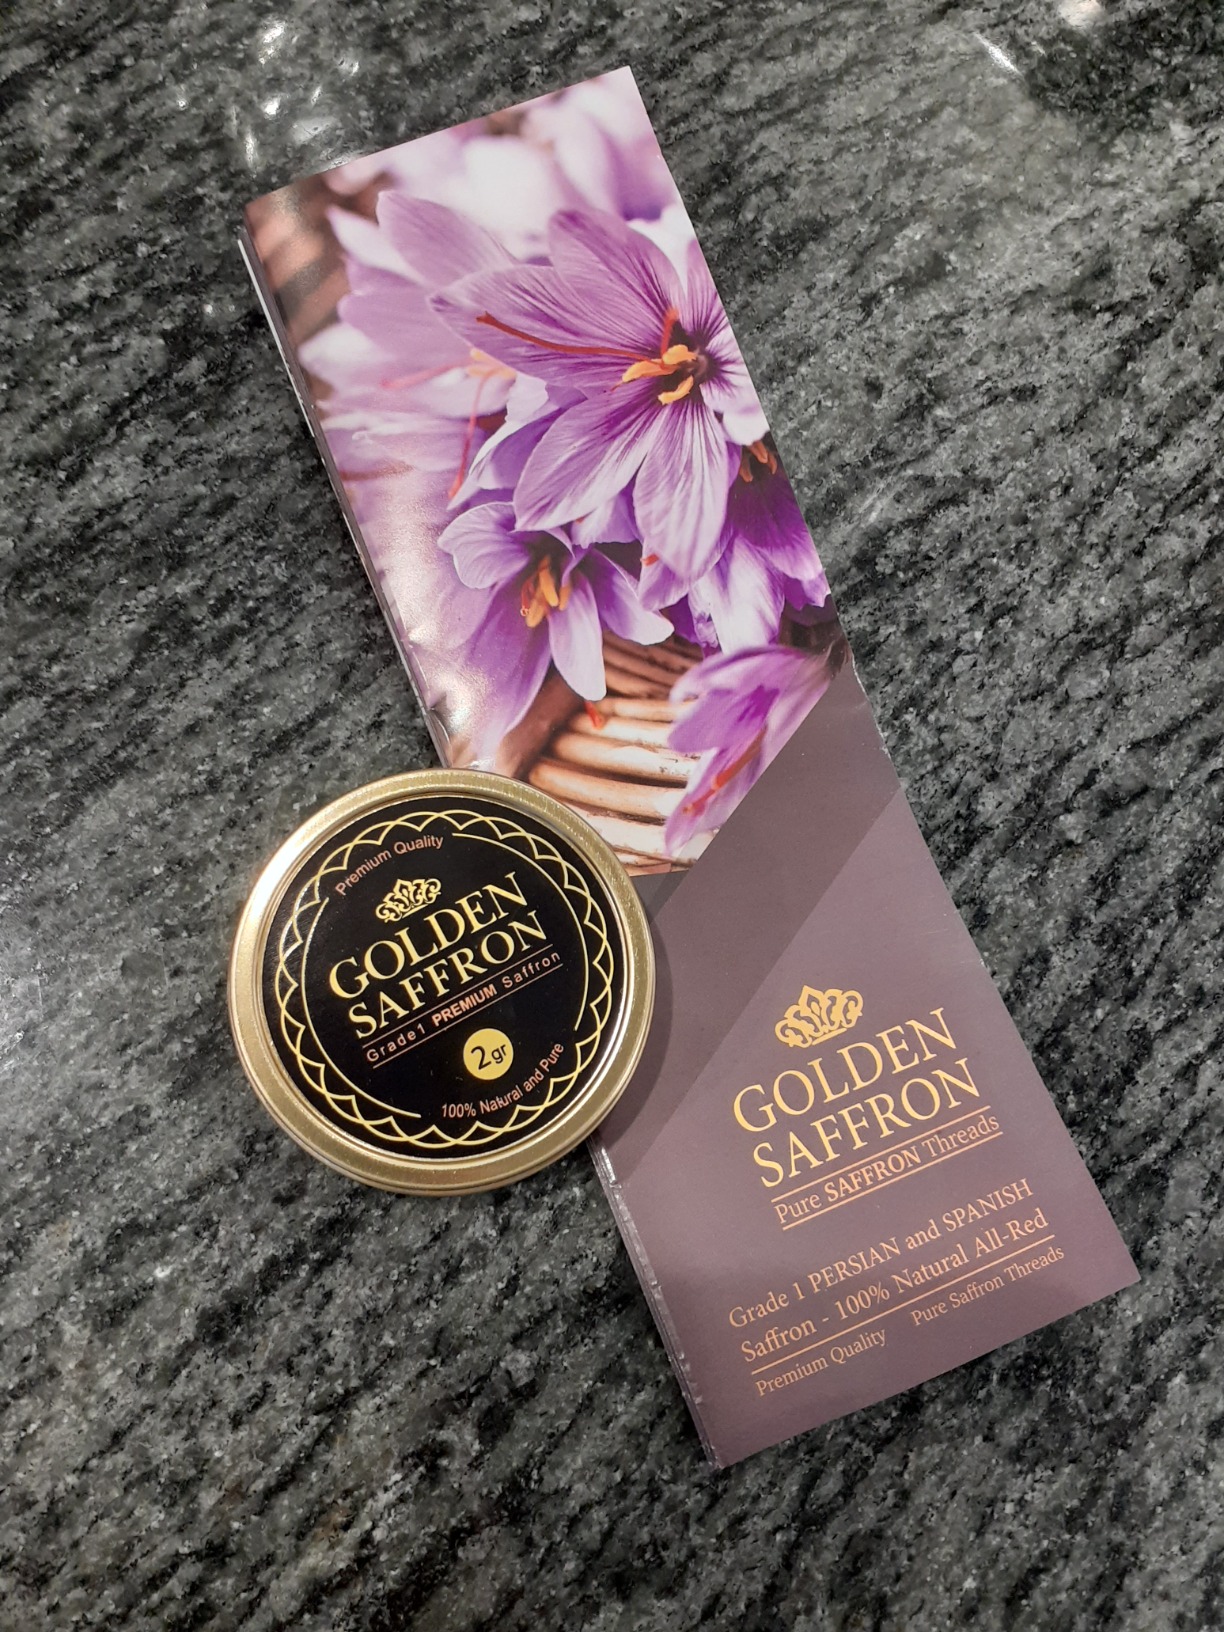 Premium Quality
GOLDEN
SAFFRON
Grade1 PREMIUM Saffron
2gr
100% Natural and Pure
GOLDEN
SAFFRON
Pure SAFFRON Threads
Grade 1 PERSIAN and SPANISH
Saffron - 100% Natural All-Red
Premium Quality Pure Saffron Threads